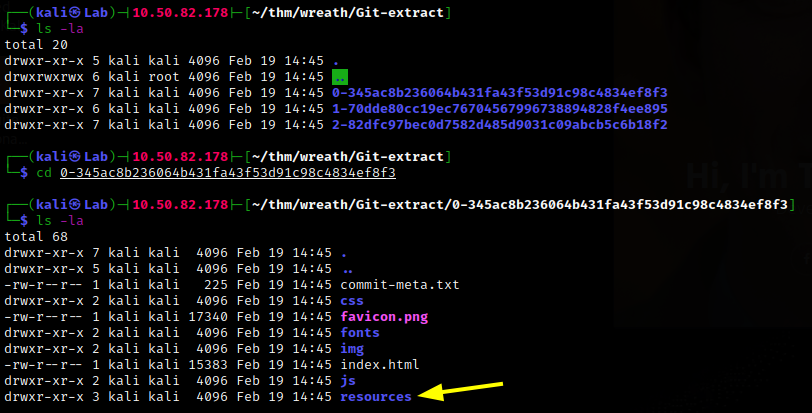 ┌──(kali㉿Lab)-┤10.50.82.178├-[~/thm/wreath/Git-extract]
└─$ ls -la
total 20
drwxr-xr-x 5 kali kali 4096 Feb 19 14:45 .
drwxrwxrwx 6 kali root 4096 Feb 19 14:45 ..
drwxr-xr-x 7 kali kali 4096 Feb 19 14:45 0-345ac8b236064b431fa43f53d91c98c4834ef8f3
drwxr-xr-x 6 kali kali 4096 Feb 19 14:45 1-70dde80cc19ec76704567996738894828f4ee895
drwxr-xr-x 7 kali kali 4096 Feb 19 14:45 2-82dfc97bec0d7582d485d9031c09abcb5c6b18f2
┌──(kali㉿Lab)-┤10.50.82.178├-[~/thm/wreath/Git-extract]
└─$ cd 0-345ac8b236064b431fa43f53d91c98c4834ef8f3
┌──(kali㉿Lab)-┤10.50.82.178├-[~/thm/wreath/Git-extract/0-345ac8b236064b431fa43f53d91c98c4834ef8f3]
└─$ ls -la
total 68
drwxr-xr-x 7 kali kali  4096 Feb 19 14:45 .
drwxr-xr-x 5 kali kali  4096 Feb 19 14:45 ..
-rw-r--r-- 1 kali kali   225 Feb 19 14:45 commit-meta.txt
drwxr-xr-x 2 kali kali  4096 Feb 19 14:45 css
-rw-r--r-- 1 kali kali 17340 Feb 19 14:45 favicon.png
drwxr-xr-x 2 kali kali  4096 Feb 19 14:45 fonts
drwxr-xr-x 2 kali kali  4096 Feb 19 14:45 img
-rw-r--r-- 1 kali kali 15383 Feb 19 14:45 index.html
drwxr-xr-x 2 kali kali  4096 Feb 19 14:45 js
drwxr-xr-x 3 kali kali  4096 Feb 19 14:45 resources
Hi, I'm T